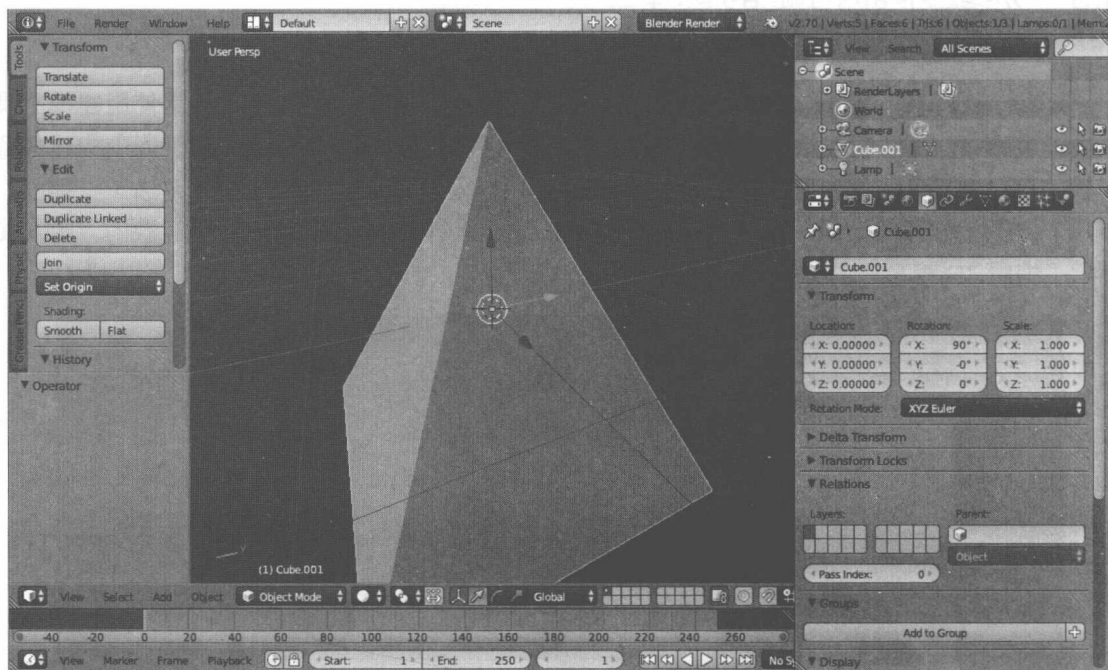 File Render Window Help Default Scene Blender Render v2.70 | Verts:5 | Faces:6 | Tris:6 | Objects:1/3 | Lamps:0/1 | Mem:
Tools
Creat
Relation
Animatio
Physic
Grease Penci
Transform
Translate
Rotate
Scale
Mirror
Edit
Duplicate
Duplicate Linked
Delete
Join
Set Origin
Shading:
Smooth Flat
History
Operator
User Persp
(1) Cube.001
View Search All Scenes
Scene
RenderLayers
World
Camera
Cube.001
Lamp
Cube.001
Cube.001
Transform
Location: Rotation: Scale:
X: 0.00000 X: 90° X: 1.000
Y: 0.00000 Y: -0° Y: 1.000
Z: 0.00000 Z: 0° Z: 1.000
Rotation Mode: XYZ Euler
Delta Transform
Transform Locks
Relations
Layers: Parent:
Object
Pass Index: 0
Groups
Add to Group
Display
View Select Add Object Object Mode Global
-40 -20 0 20 40 60 80 100 120 140 160 180 200 220 240 260
View Marker Frame Playback Start: 1 End: 250 1 No Sy